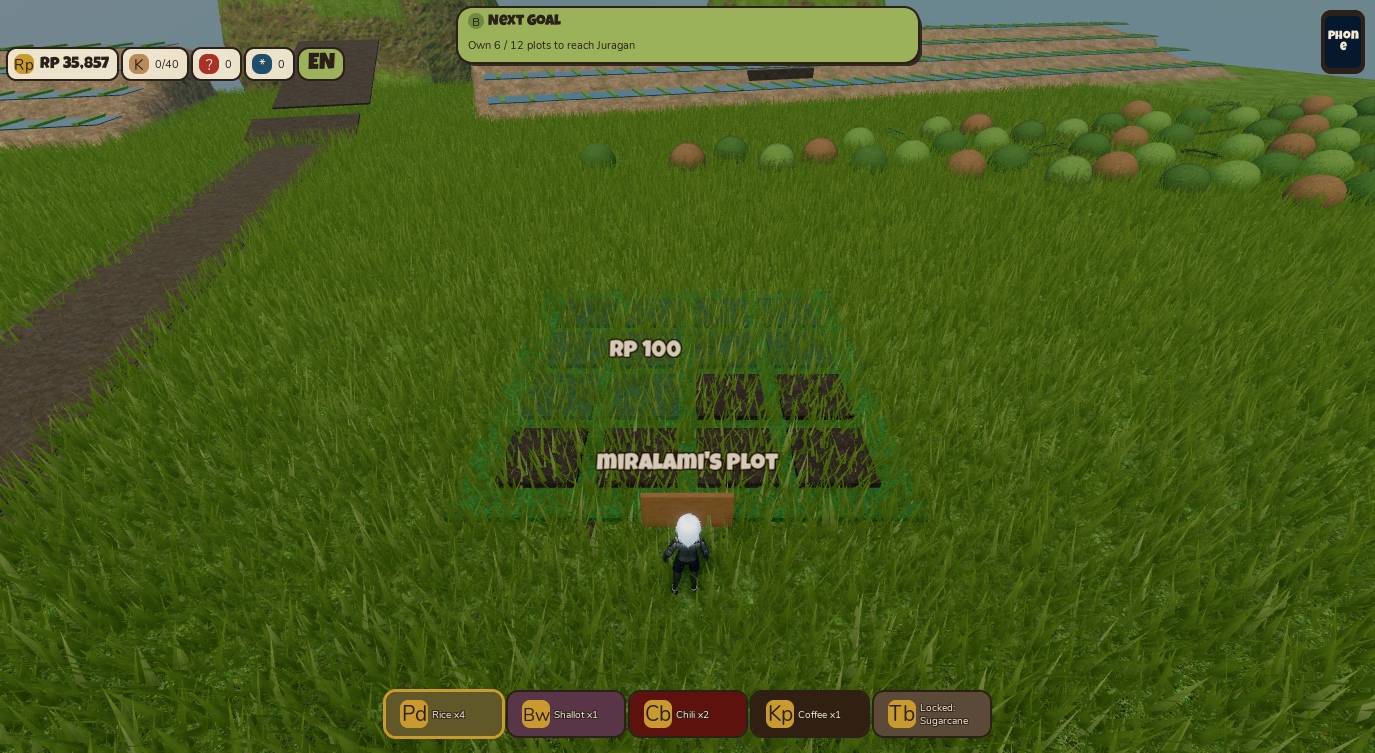 B Next Goal
Own 6 / 12 plots to reach Juragan
Phon
e
Rp RP 35,857
K 0/40
? 0
* 0
EN
RP 100
MIRALAMI'S PLOT
Pd Rice x4
Bw Shallot x1
Cb Chili x2
Kp Coffee x1
Tb Locked:
Sugarcane